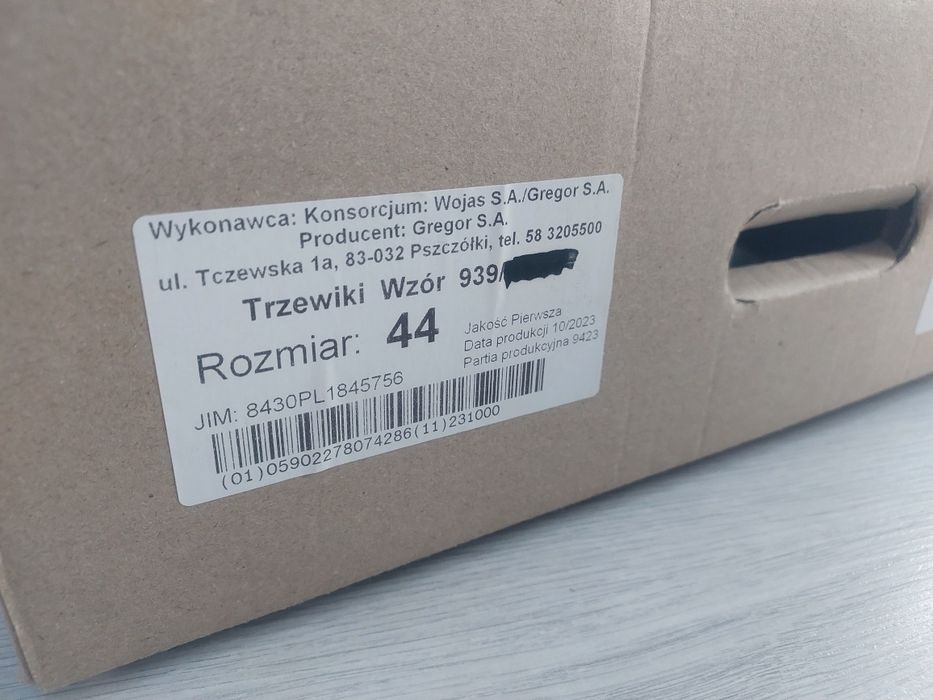 Wykonawca: Konsorcjum: Wojas S.A./Gregor S.A.
Producent: Gregor S.A.
ul. Tczewska 1a, 83-032 Pszczółki, tel. 58 3205500
Trzewiki Wzór 939/
Rozmiar: 44
Jakość Pierwsza
Data produkcji 10/2023
Partia produkcyjna 9423
JIM: 8430PL1845756
(01)05902278074286(11)231000